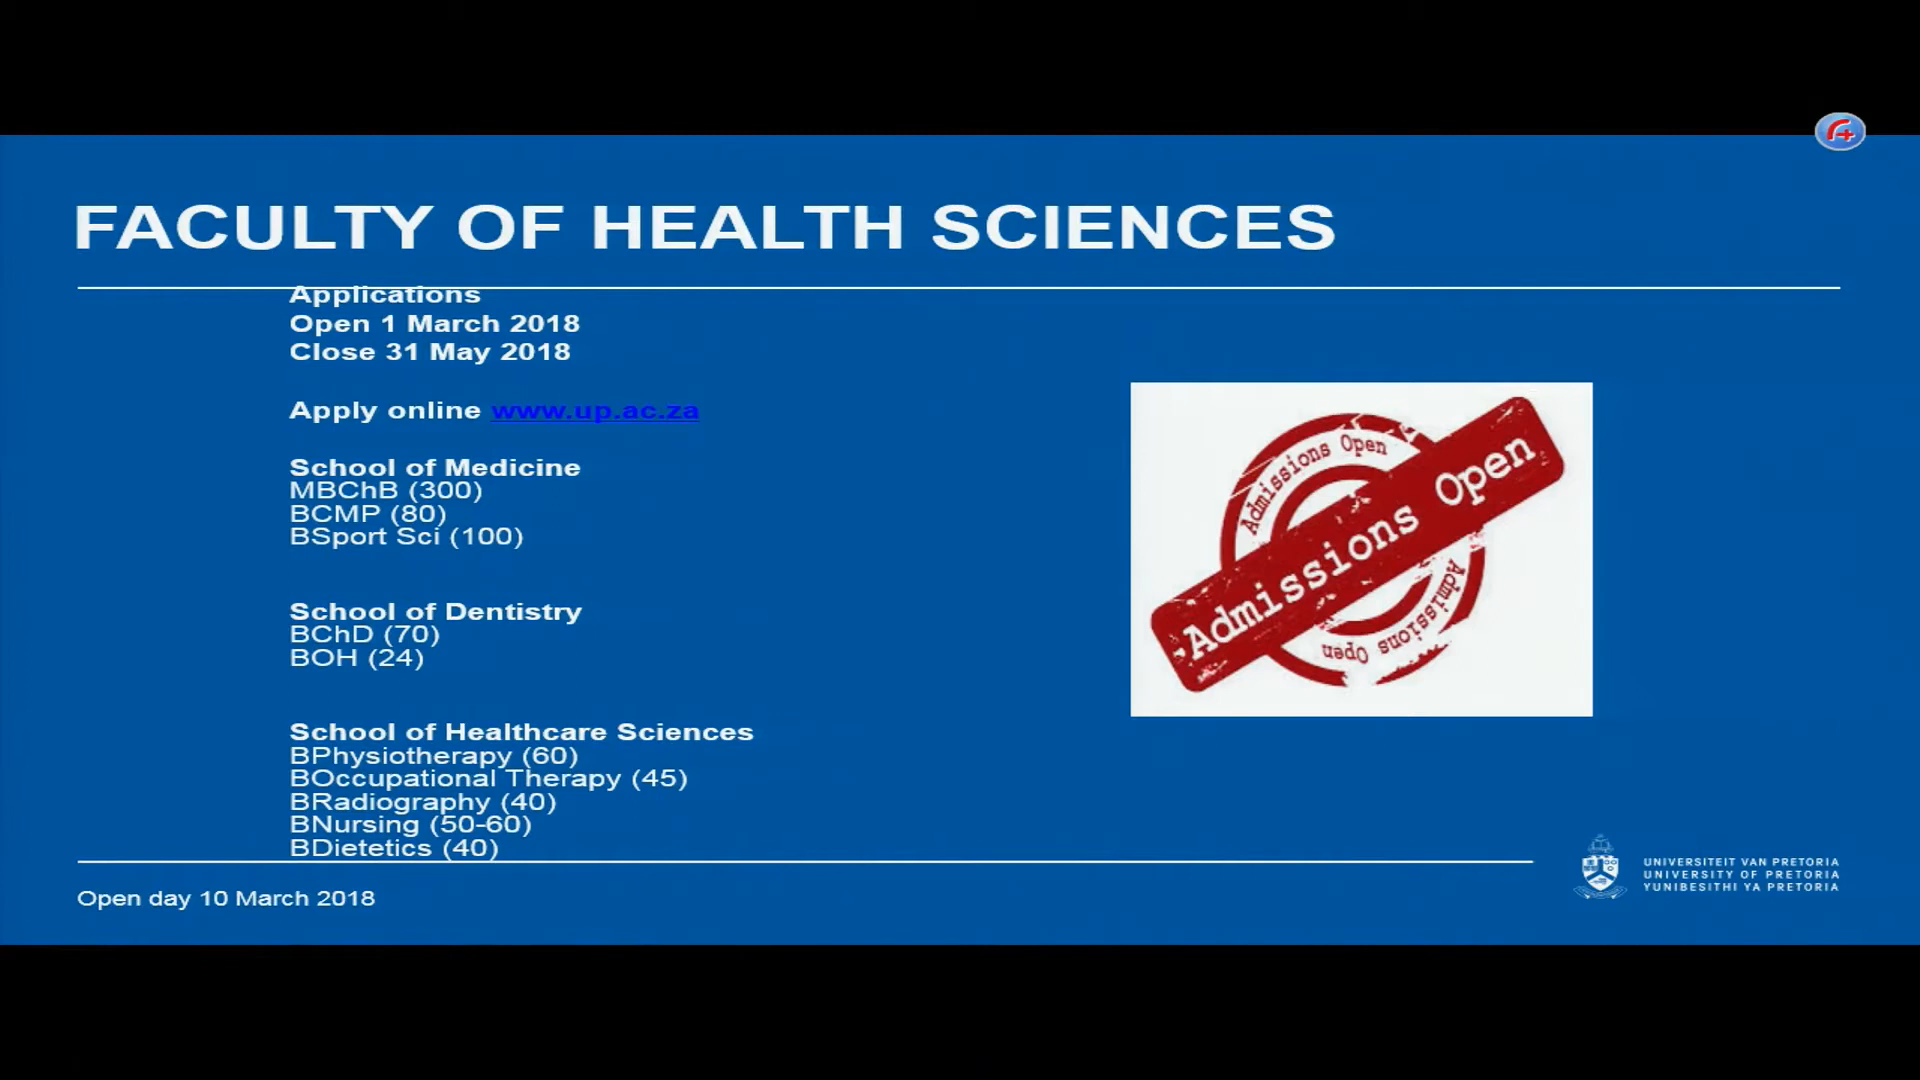 FACULTY OF HEALTH SCIENCES
Applications
Open 1 March 2018
Close 31 May 2018
Apply online www.up.ac.za
School of Medicine
MBChB (300)
BCMP (80)
BSport Sci (100)
School of Dentistry
BChD (70)
BOH (24)
School of Healthcare Sciences
BPhysiotherapy (60)
BOccupational Therapy (45)
BRadiography (40)
BNursing (50-60)
BDietetics (40)
Admissions Open
Admissions Open
Admissions Open
Open day 10 March 2018
UNIVERSITEIT VAN PRETORIA
UNIVERSITY OF PRETORIA
YUNIBESITHI YA PRETORIA